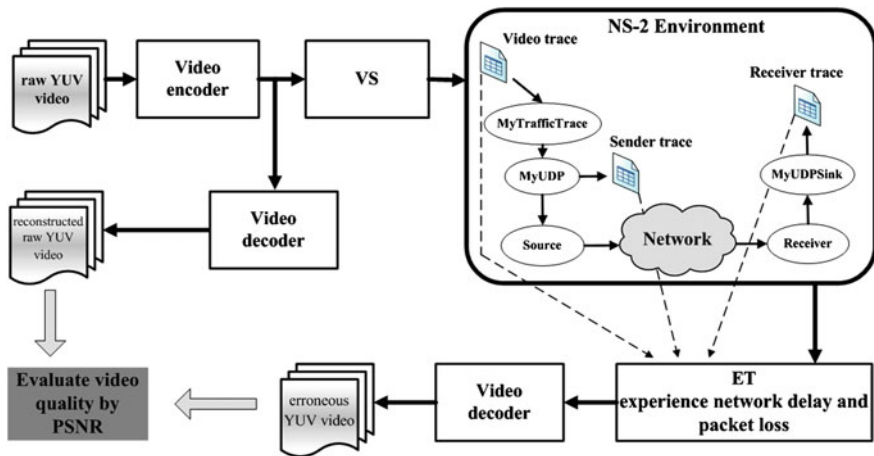 NS-2 Environment
raw YUV
video
Video
encoder
VS
Video trace
MyTrafficTrace
MyUDP
Source
Sender trace
Network
Receiver trace
MyUDPSink
Receiver
Video
decoder
reconstructed
raw YUV
video
Evaluate video
quality by
PSNR
erroneous
YUV video
Video
decoder
ET
experience network delay and
packet loss